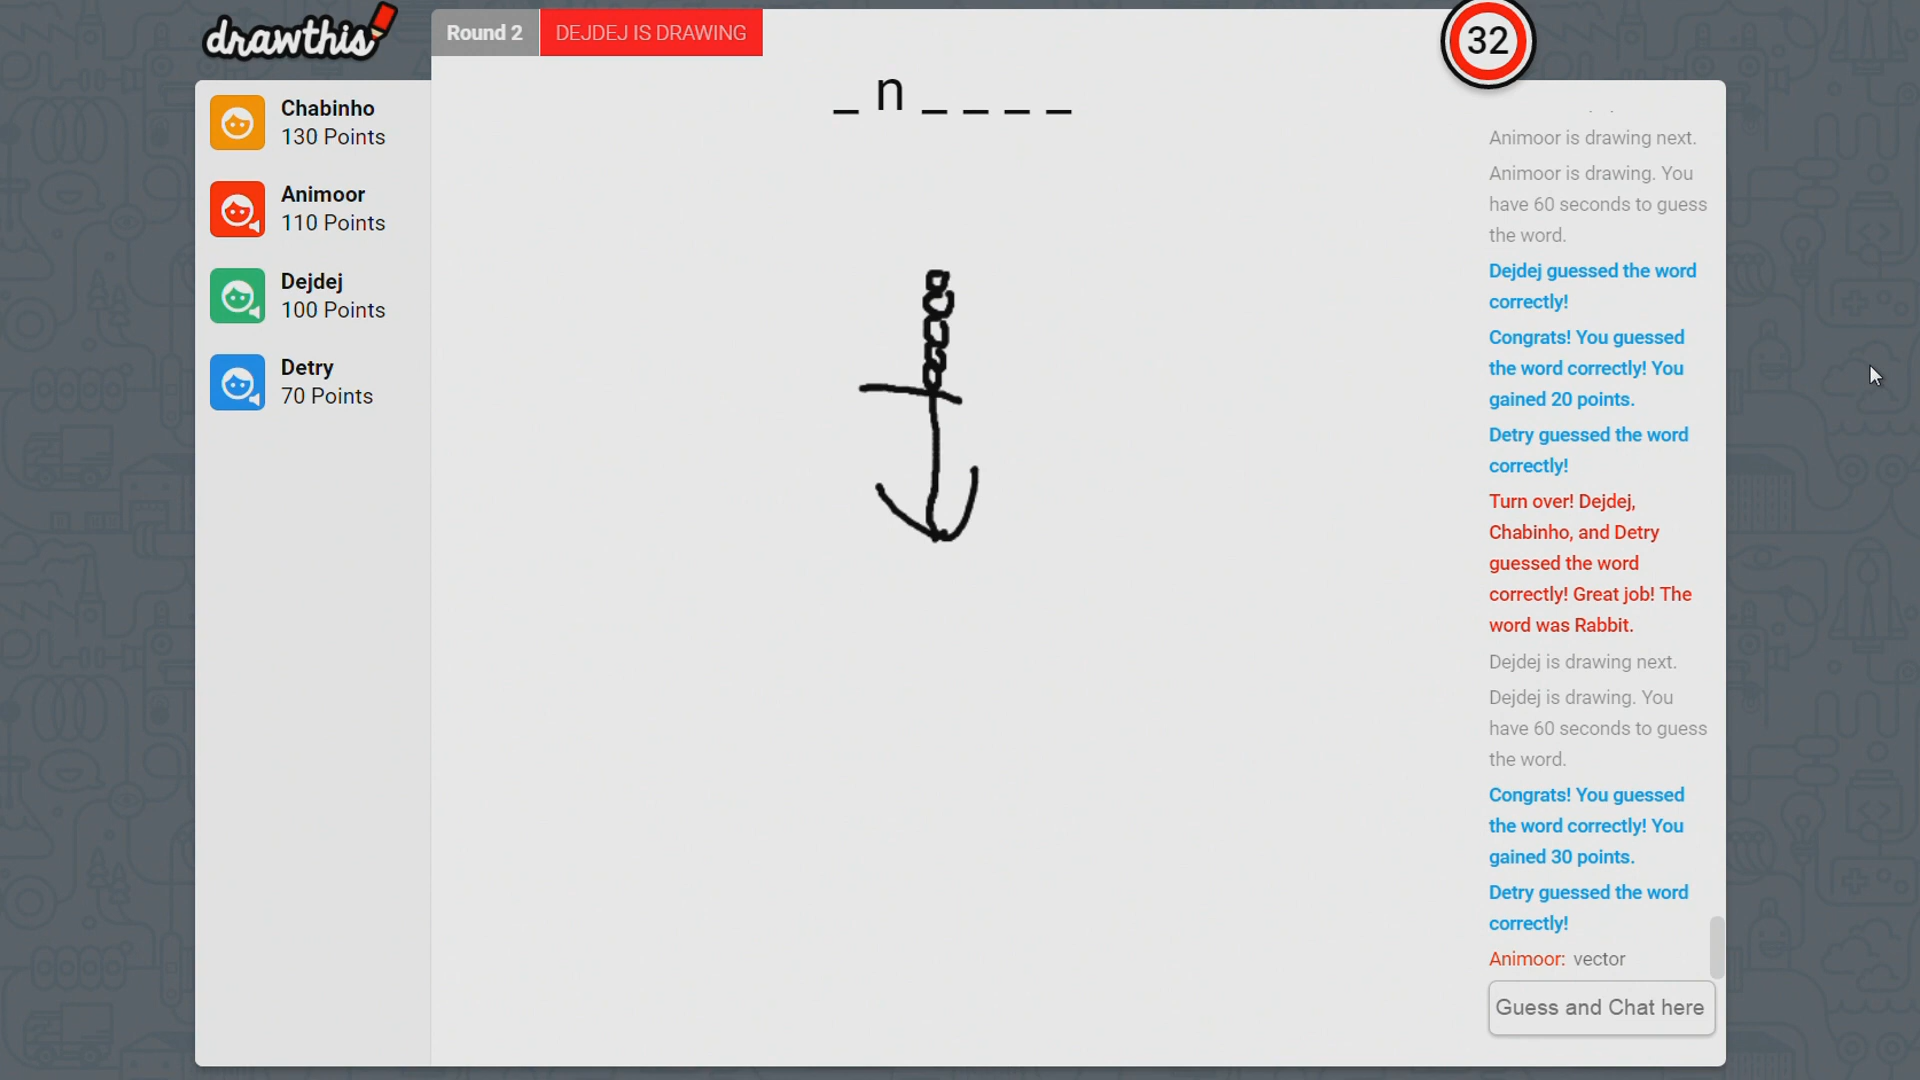 drawthis
Round 2
DEJDEJ IS DRAWING
32
_ n _ _ _ _
Chabinho
130 Points
Animoor
110 Points
Dejdej
100 Points
Detry
70 Points
Animoor is drawing next.
Animoor is drawing. You
have 60 seconds to guess
the word.
Dejdej guessed the word
correctly!
Congrats! You guessed
the word correctly! You
gained 20 points.
Detry guessed the word
correctly!
Turn over! Dejdej,
Chabinho, and Detry
guessed the word
correctly! Great job! The
word was Rabbit.
Dejdej is drawing next.
Dejdej is drawing. You
have 60 seconds to guess
the word.
Congrats! You guessed
the word correctly! You
gained 30 points.
Detry guessed the word
correctly!
Animoor: vector
Guess and Chat here